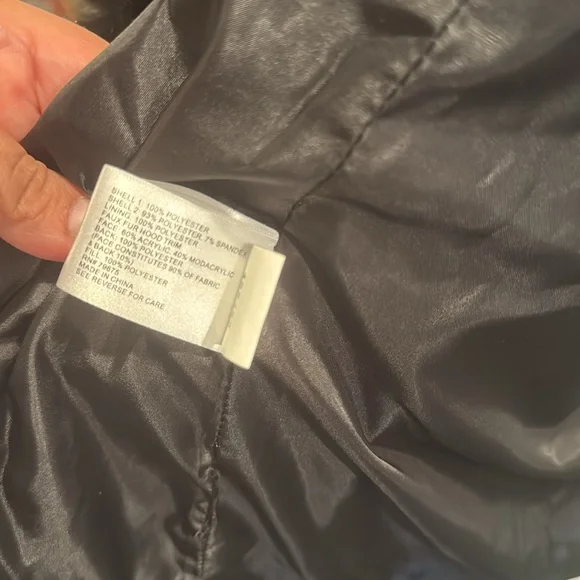 SHELL 1: 100% POLYESTER
SHELL 2: 93% POLYESTER, 7% SPANDEX
LINING: 100% POLYESTER
FAUX FUR HOOD TRIM
FACE: 60% ACRYLIC, 40% MODACRYLIC
BACK: 100% POLYESTER
(FACE CONSTITUTES 90% OF FABRIC
& BACK 10%)
FILL: 100% POLYESTER
RN# 79675
MADE IN CHINA
SEE REVERSE FOR CARE